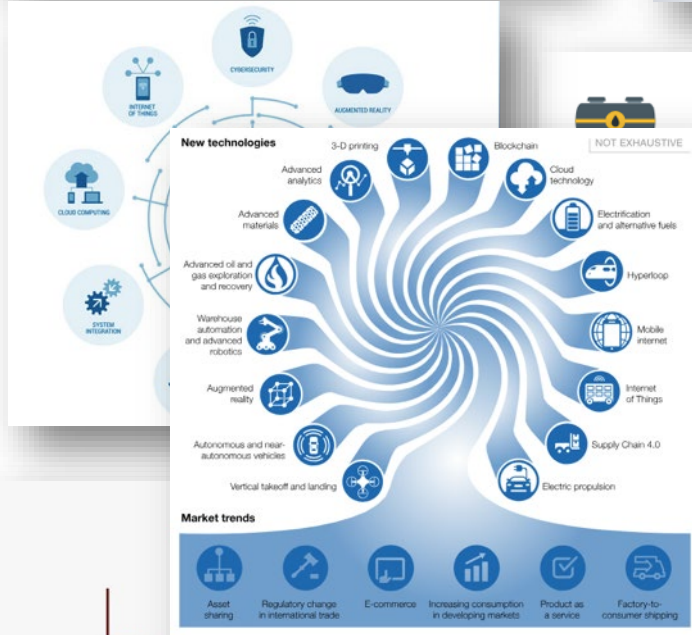 CYBERSECURITY
INTERNET
OF THINGS
AUGMENTED REALITY
CLOUD COMPUTING
SYSTEM
INTEGRATION
New technologies
NOT EXHAUSTIVE
3-D printing
Blockchain
Advanced
analytics
Cloud
technology
Advanced
materials
Electrification
and alternative fuels
Advanced oil and
gas exploration
and recovery
Hyperloop
Warehouse
automation
and advanced
robotics
Mobile
internet
Augmented
reality
Internet
of Things
Autonomous and near-
autonomous vehicles
Supply Chain 4.0
Vertical takeoff and landing
Electric propulsion
Market trends
Asset
sharing
Regulatory change
in international trade
E-commerce
Increasing consumption
in developing markets
Product as
a service
Factory-to-
consumer shipping